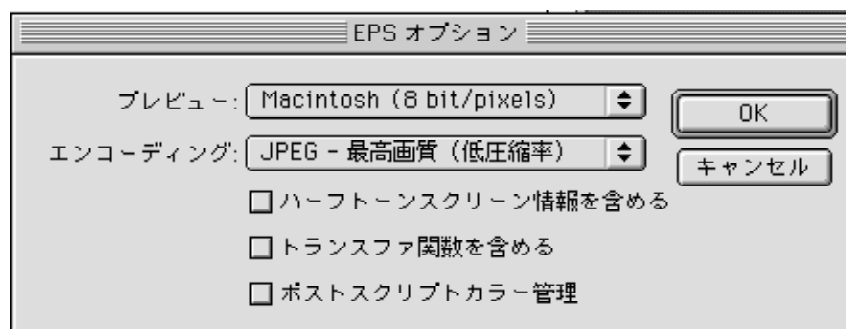 EPS オプション
プレビュー: Macintosh (8 bit/pixels)
OK
エンコーディング: JPEG - 最高画質 (低圧縮率)
キャンセル
ハーフトーンスクリーン情報を含める
トランスファ関数を含める
ポストスクリプトカラー管理